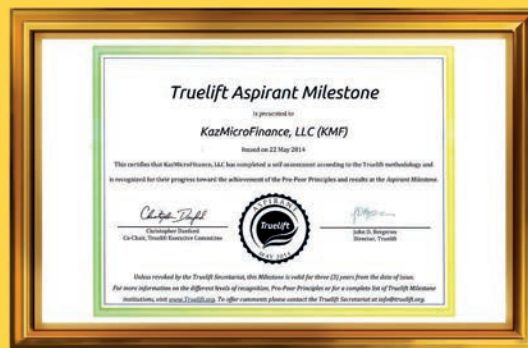 Truelift Aspirant Milestone
is presented to
KazMicroFinance, LLC (KMF)
Issued on 22 May 2014
This certifies that KazMicroFinance, LLC has completed a self-assessment according to the Truelift methodology and
is recognized for their progress toward the achievement of the Pro-Poor Principles and results at the Aspirant Milestone.
ASPIRANT
Truelift
MAY 2014
Christopher Dunford
Co-Chair, Truelift Executive Committee
John D. Bergeron
Director, Truelift
Unless revoked by the Truelift Secretariat, this Milestone is valid for three (3) years from the date of issue.
For more information on the different levels of recognition, Pro-Poor Principles or for a complete list of Truelift Milestone
institutions, visit www.Truelift.org. To offer comments please contact the Truelift Secretariat at info@truelift.org.